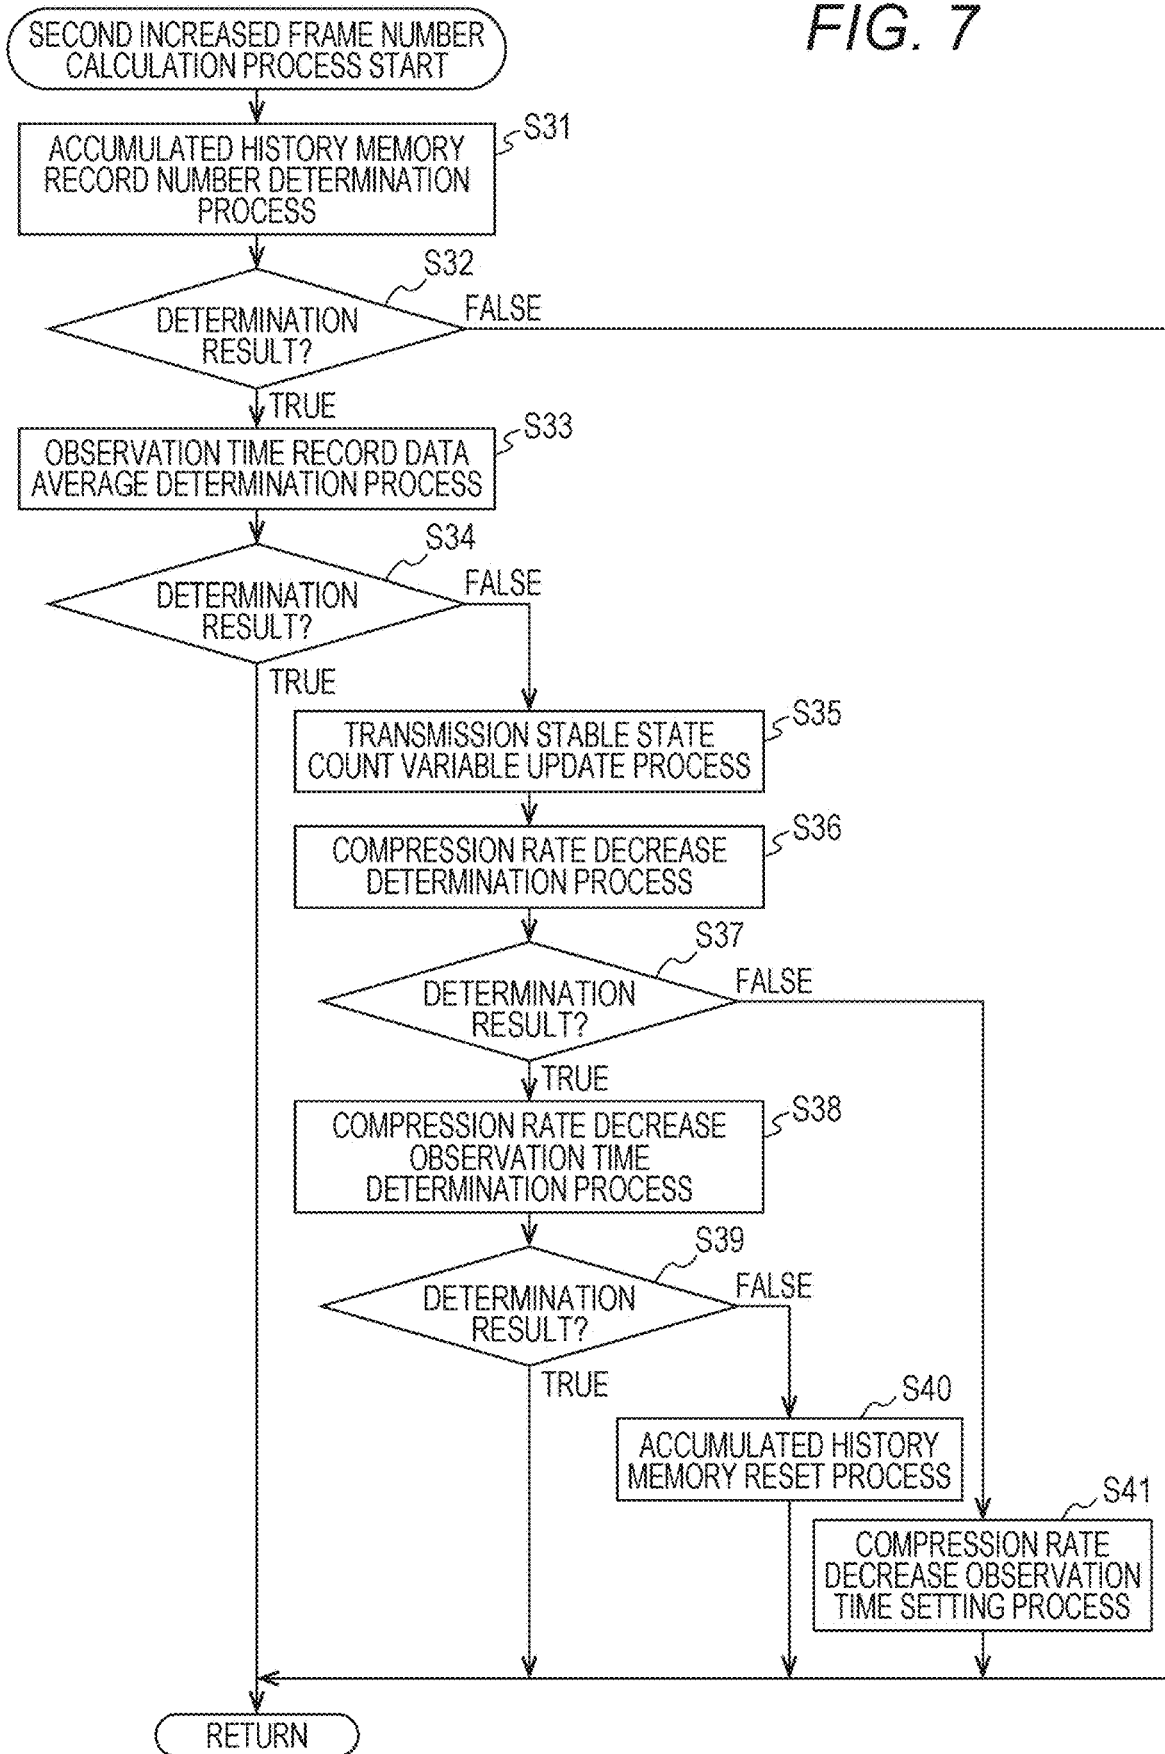 FIG. 7
SECOND INCREASED FRAME NUMBER
CALCULATION PROCESS START
S31
ACCUMULATED HISTORY MEMORY
RECORD NUMBER DETERMINATION
PROCESS
S32
FALSE
DETERMINATION
RESULT?
TRUE
S33
OBSERVATION TIME RECORD DATA
AVERAGE DETERMINATION PROCESS
S34
FALSE
DETERMINATION
RESULT?
TRUE
S35
TRANSMISSION STABLE STATE
COUNT VARIABLE UPDATE PROCESS
S36
COMPRESSION RATE DECREASE
DETERMINATION PROCESS
S37
FALSE
DETERMINATION
RESULT?
TRUE
S38
COMPRESSION RATE DECREASE
OBSERVATION TIME
DETERMINATION PROCESS
S39
FALSE
DETERMINATION
RESULT?
TRUE
S40
ACCUMULATED HISTORY
MEMORY RESET PROCESS
S41
COMPRESSION RATE
DECREASE OBSERVATION
TIME SETTING PROCESS
RETURN